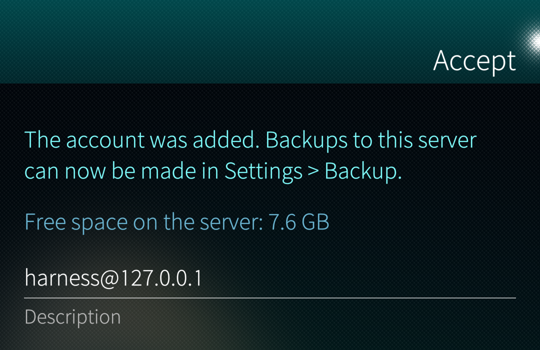 Accept
The account was added. Backups to this server
can now be made in Settings > Backup.
Free space on the server: 7.6 GB
harness@127.0.0.1
Description